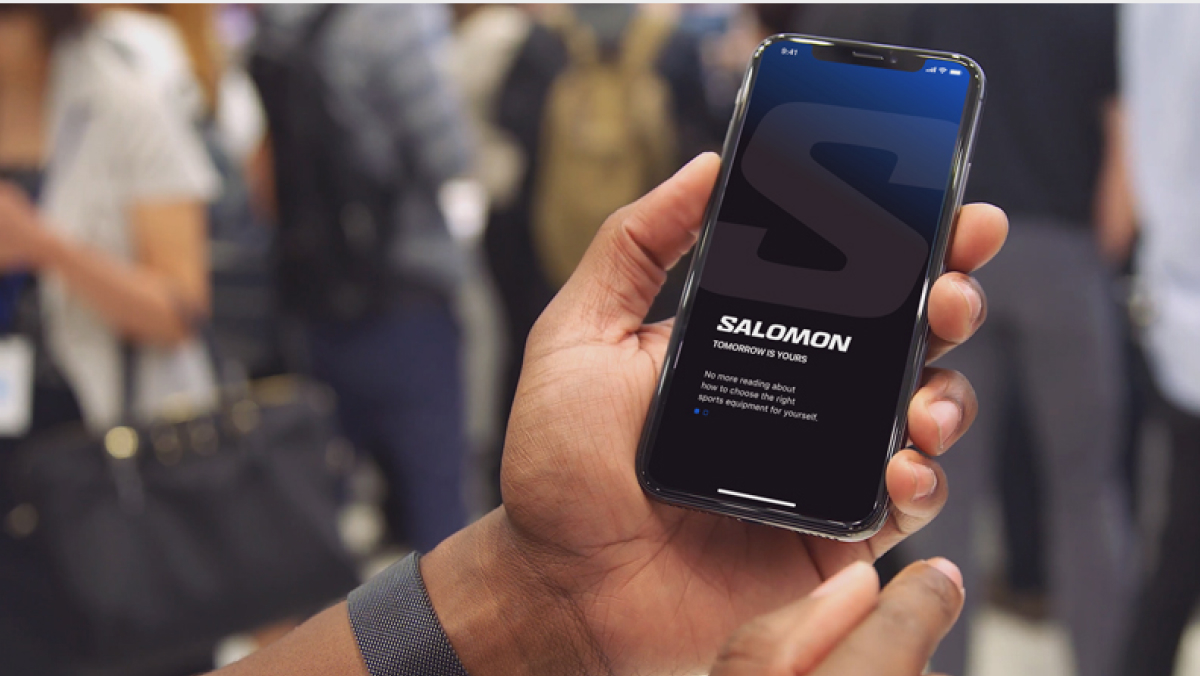 9:41
S
SALOMON
TOMORROW IS YOURS
No more reading about
how to choose the right
sports equipment for yourself.